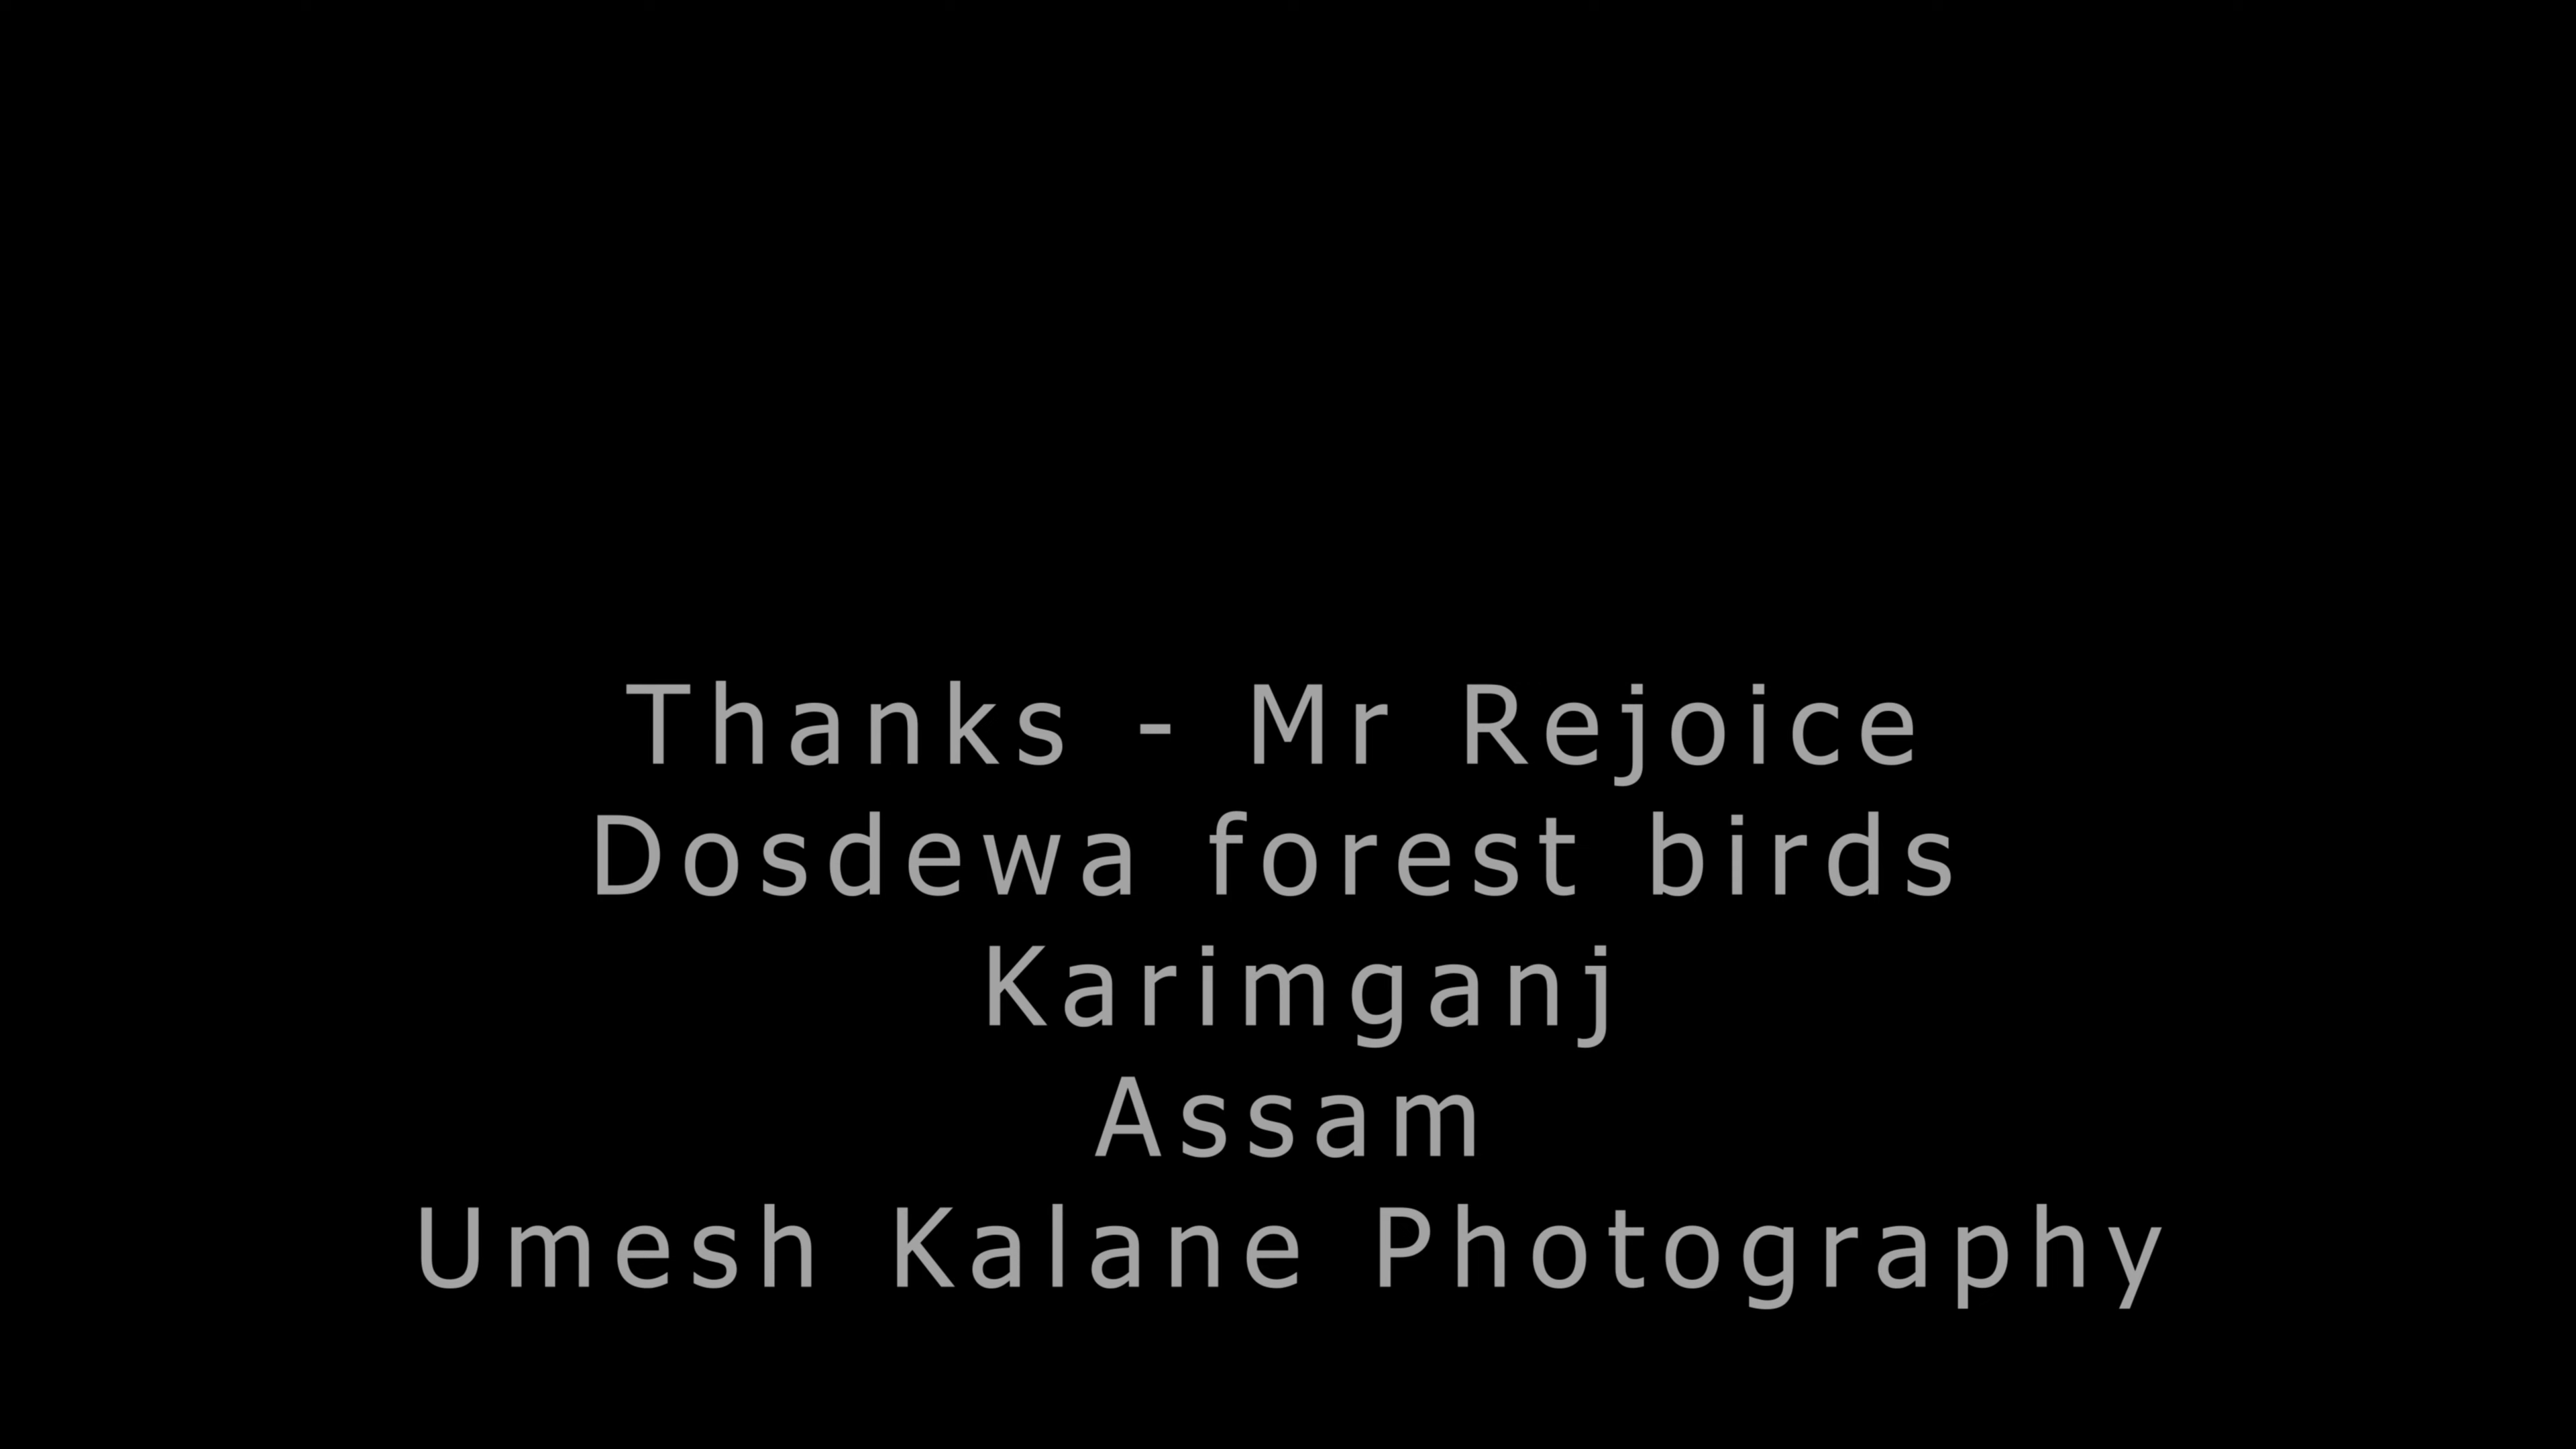 Thanks - Mr Rejoice
Dosdewa forest birds
Karimganj
Assam
Umesh Kalane Photography